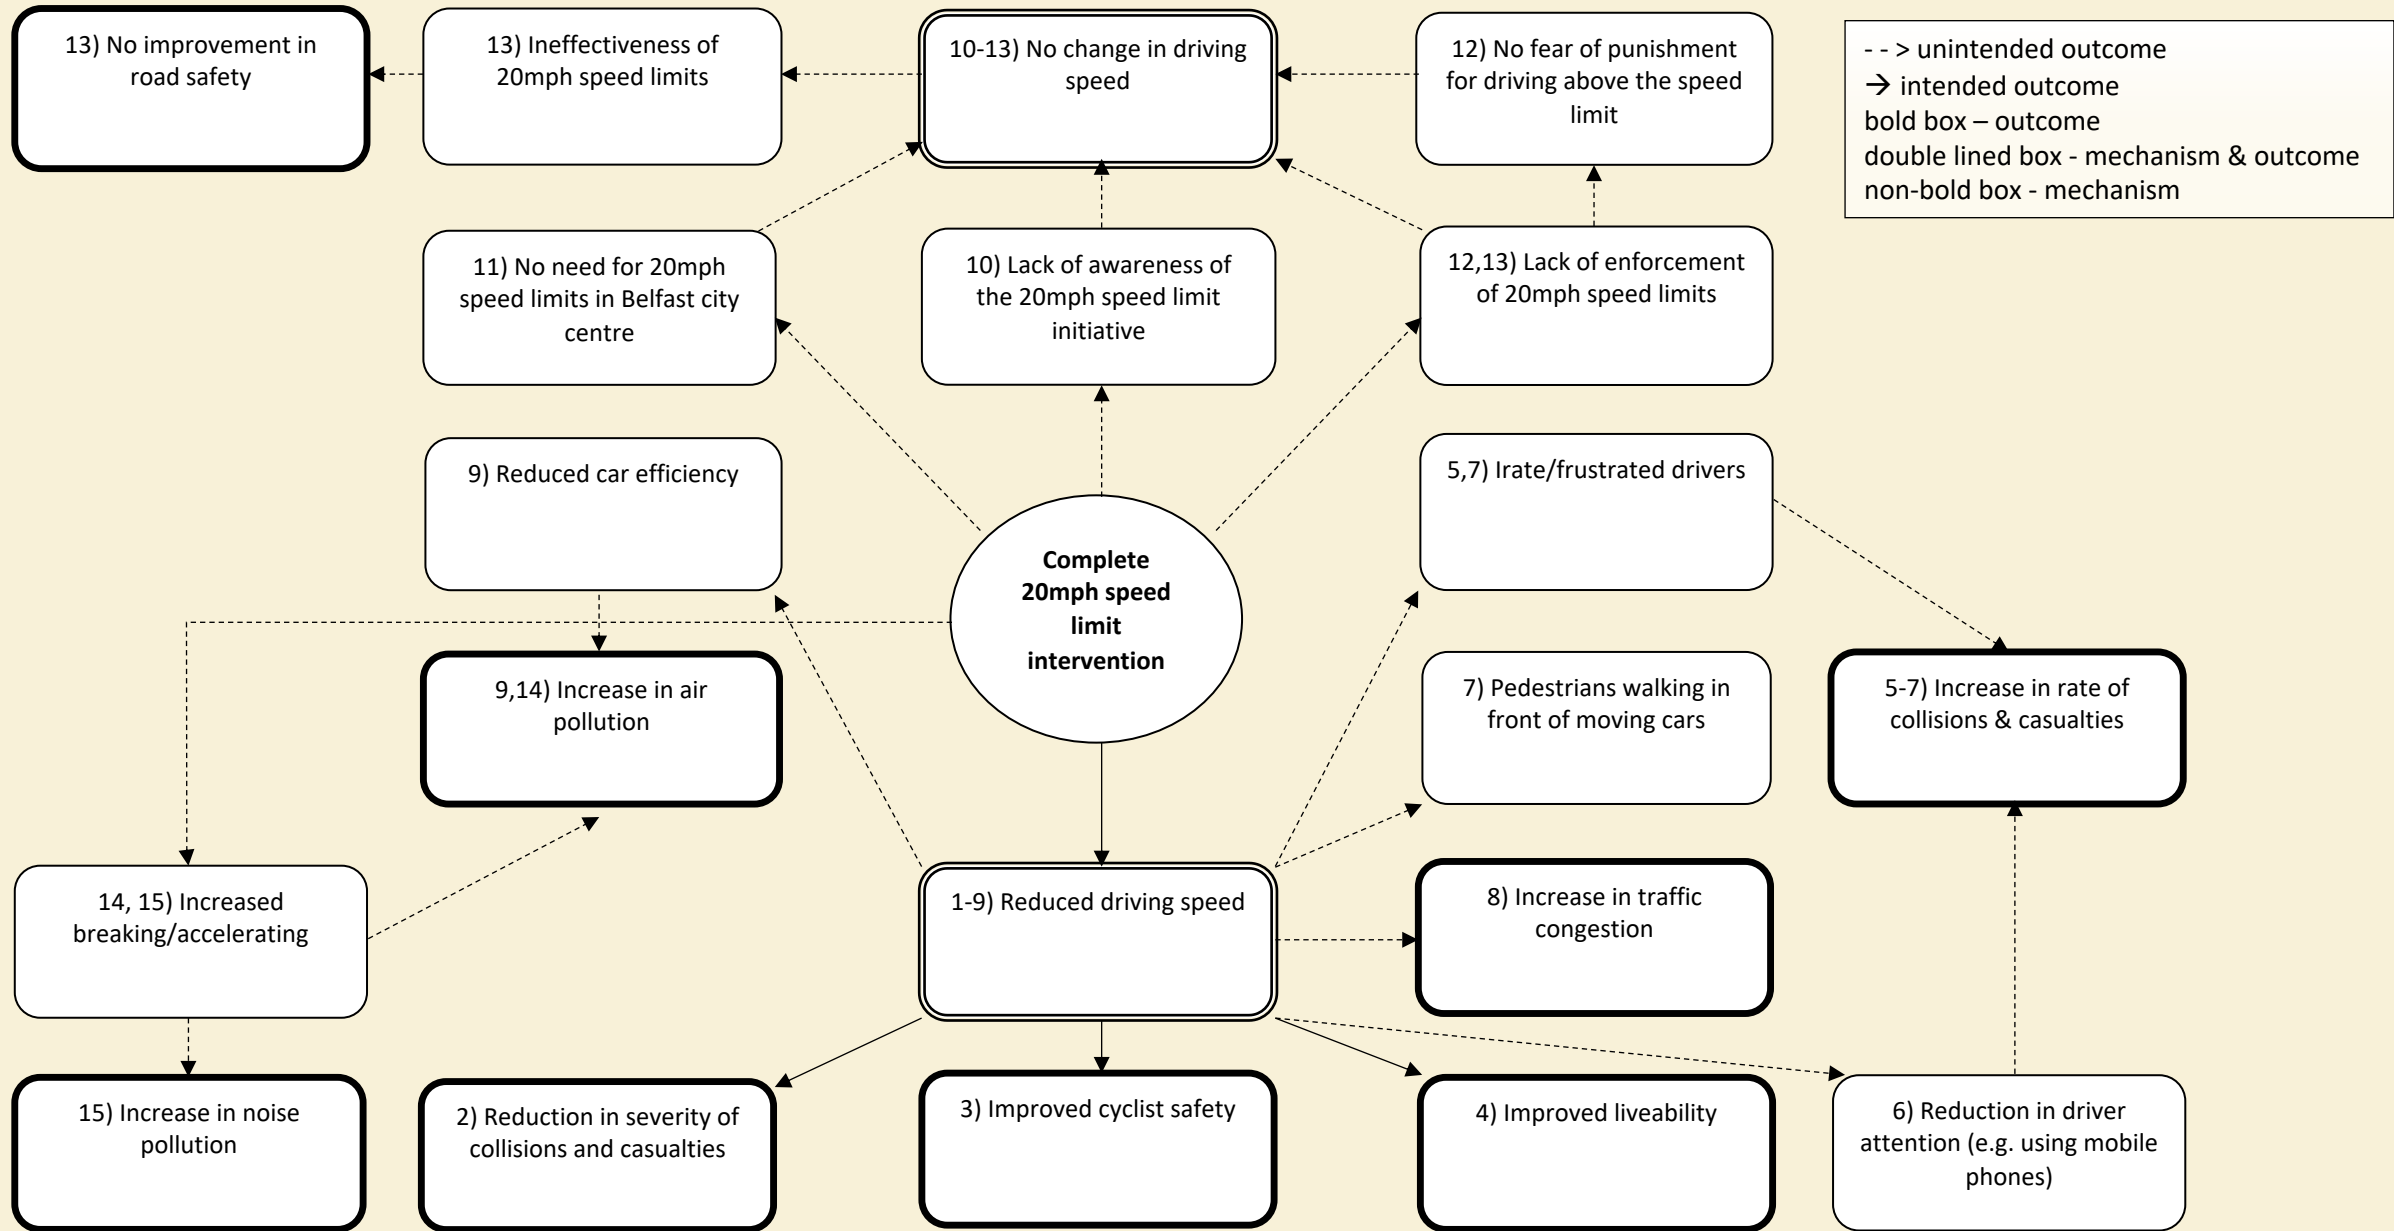 13) No improvement in
road safety
13) Ineffectiveness of
20mph speed limits
10-13) No change in driving
speed
12) No fear of punishment
for driving above the speed
limit
- - > unintended outcome
→ intended outcome
bold box – outcome
double lined box - mechanism & outcome
non-bold box - mechanism
11) No need for 20mph
speed limits in Belfast city
centre
10) Lack of awareness of
the 20mph speed limit
initiative
12,13) Lack of enforcement
of 20mph speed limits
9) Reduced car efficiency
5,7) Irate/frustrated drivers
Complete
20mph speed
limit
intervention
9,14) Increase in air
pollution
7) Pedestrians walking in
front of moving cars
5-7) Increase in rate of
collisions & casualties
14, 15) Increased
breaking/accelerating
1-9) Reduced driving speed
8) Increase in traffic
congestion
15) Increase in noise
pollution
2) Reduction in severity of
collisions and casualties
3) Improved cyclist safety
4) Improved liveability
6) Reduction in driver
attention (e.g. using mobile
phones)